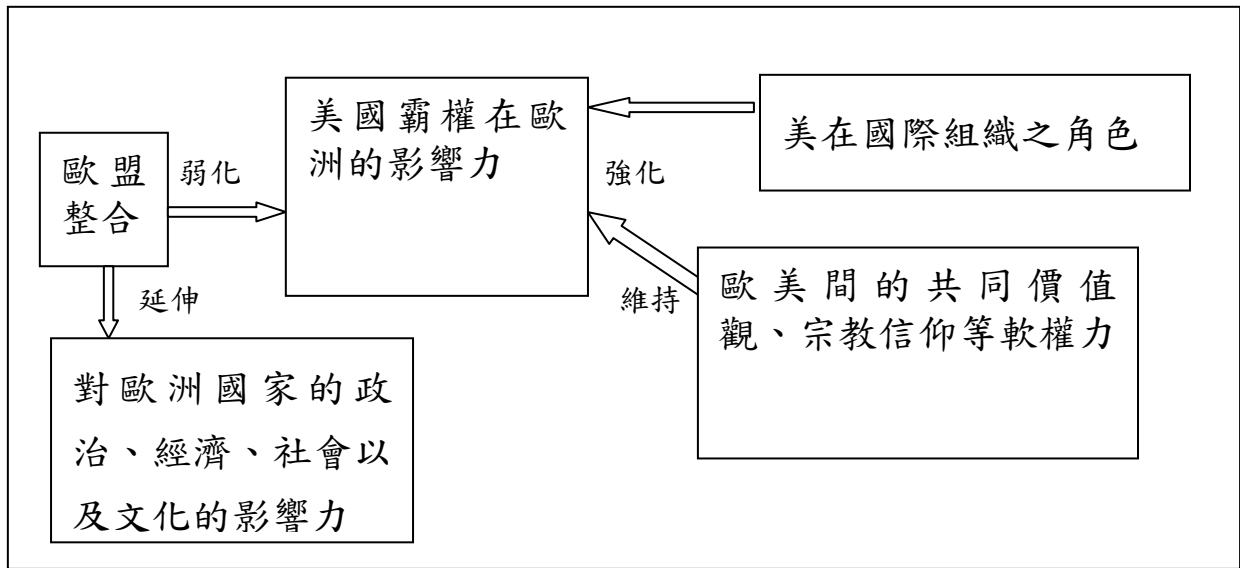 歐盟
整合
弱化
美國霸權在歐
洲的影響力
強化
美在國際組織之角色
維持
歐美間的共同價值
觀、宗教信仰等軟權力
延伸
對歐洲國家的政
治、經濟、社會以
及文化的影響力